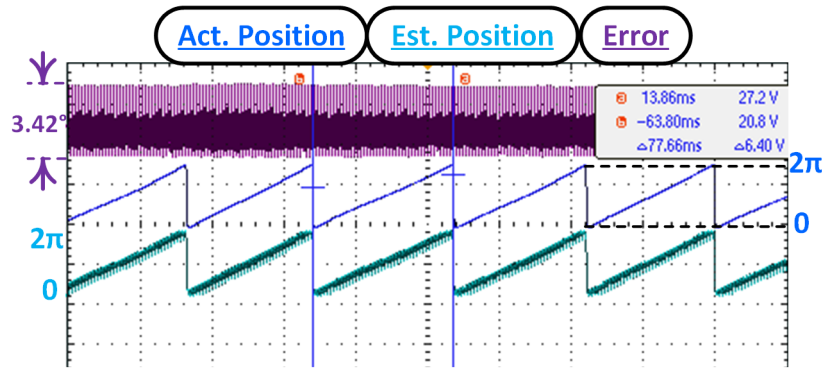 Act. Position Est. Position Error
b a
a 13.86ms 27.2 V
b -63.80ms 20.8 V
△77.66ms △6.40 V
3.42°
2π
0
2π
0